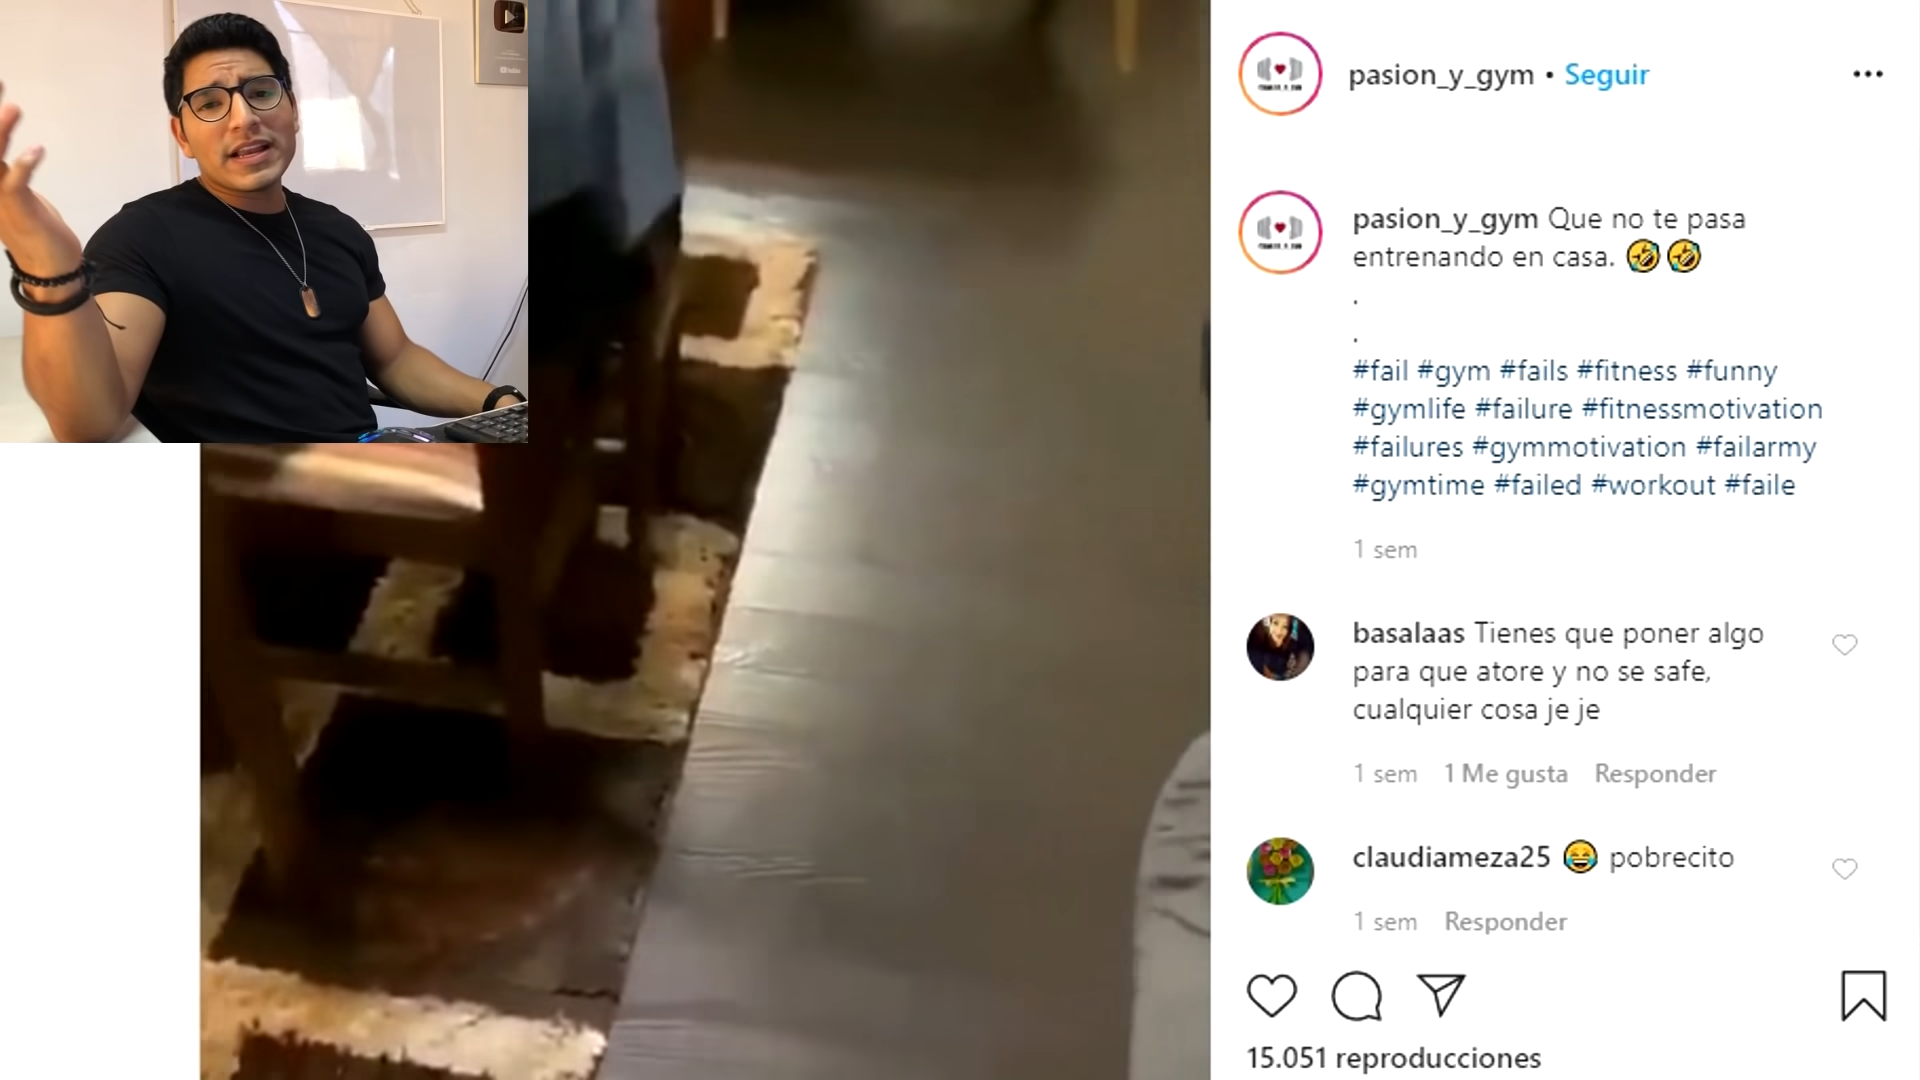 pasion_y_gym • Seguir
pasion_y_gym Que no te pasa
entrenando en casa. 🤣🤣
.
.
#fail #gym #fails #fitness #funny
#gymlife #failure #fitnessmotivation
#failures #gymmotivation #failarmy
#gymtime #failed #workout #faile
1 sem
basalaas Tienes que poner algo
para que atore y no se safe,
cualquier cosa je je
1 sem 1 Me gusta Responder
claudiameza25 😂 pobrecito
1 sem Responder
15.051 reproducciones